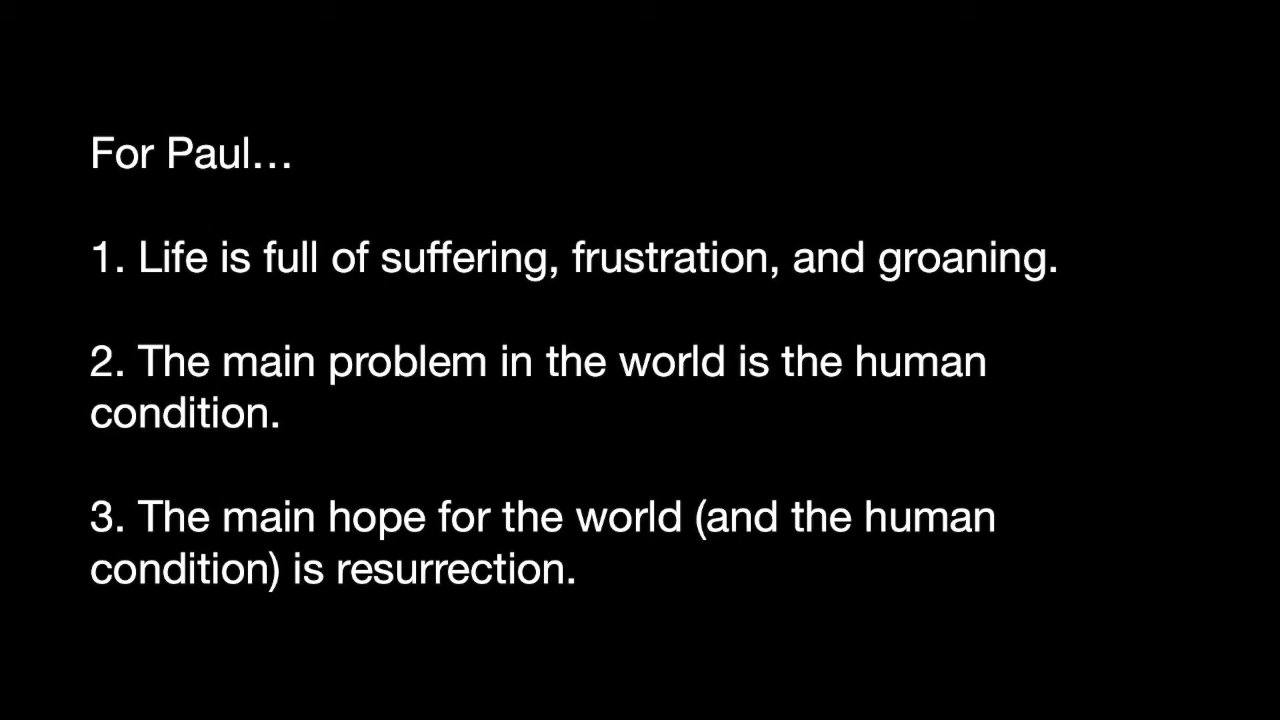 For Paul…
1. Life is full of suffering, frustration, and groaning.
2. The main problem in the world is the human
condition.
3. The main hope for the world (and the human
condition) is resurrection.